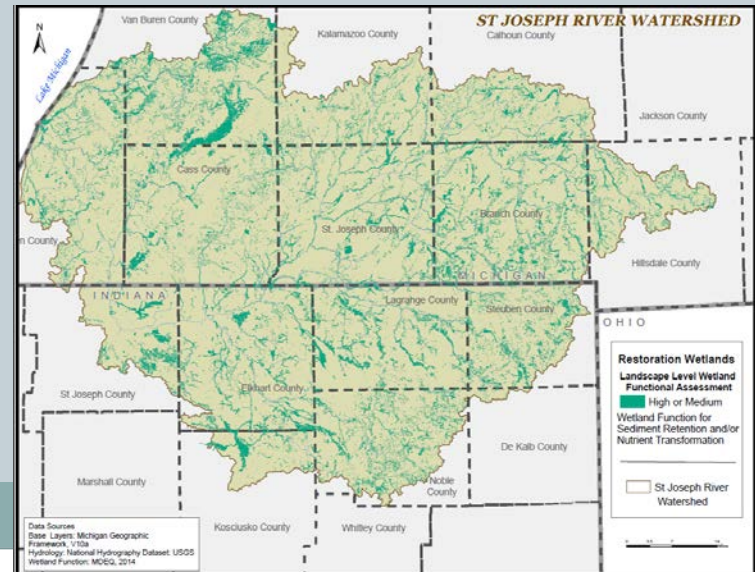 ST JOSEPH RIVER WATERSHED
N
Van Buren County
Kalamazoo County
Calhoun County
Lake Michigan
Jackson County
Cass County
St. Joseph County
Branch County
n County
Hillsdale County
MICHIGAN
INDIANA
Lagrange County
Steuben County
OHIO
St Joseph County
Elkhart County
De Kalb County
Marshall County
Noble
County
Kosciusko County
Whitley County
Restoration Wetlands
Landscape Level Wetland
Functional Assessment
High or Medium
Wetland Function for
Sediment Retention and/or
Nutrient Transformation
St Joseph River
Watershed
Data Sources
Base Layers: Michigan Geographic
Framework, V10a
Hydrology: National Hydrography Dataset: USGS
Wetland Function: MDEQ, 2014